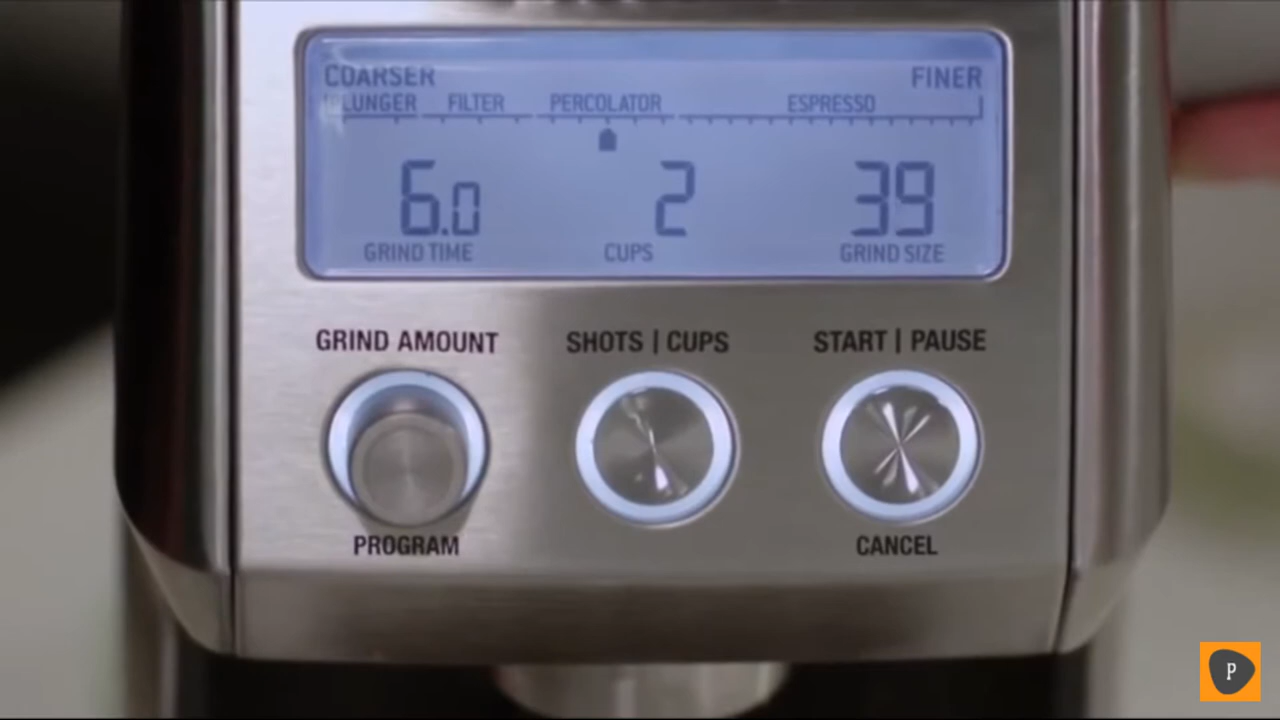 COARSER FINER
PLUNGER FILTER PERCOLATOR ESPRESSO
6.0 2 39
GRIND TIME CUPS GRIND SIZE
GRIND AMOUNT SHOTS | CUPS START | PAUSE
PROGRAM CANCEL
P